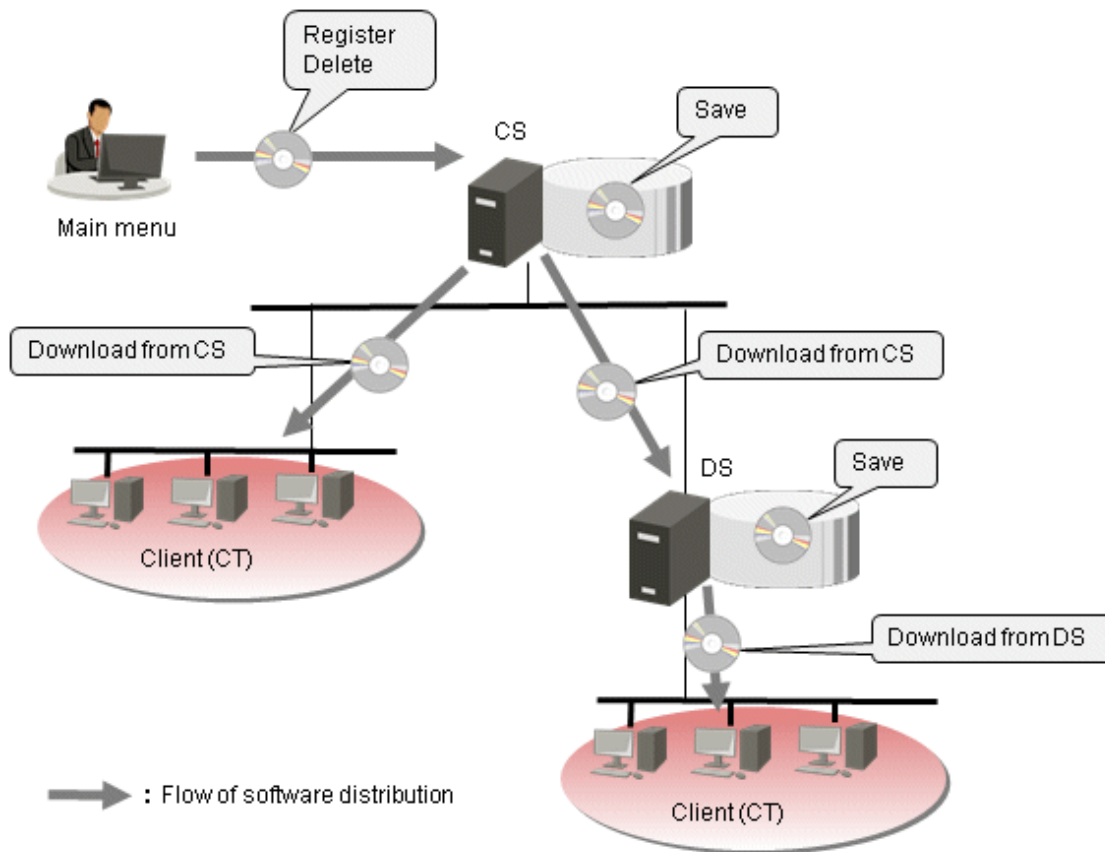 Register
Delete
Save
CS
Main menu
Download from CS
Download from CS
DS
Save
Client (CT)
Download from DS
: Flow of software distribution
Client (CT)